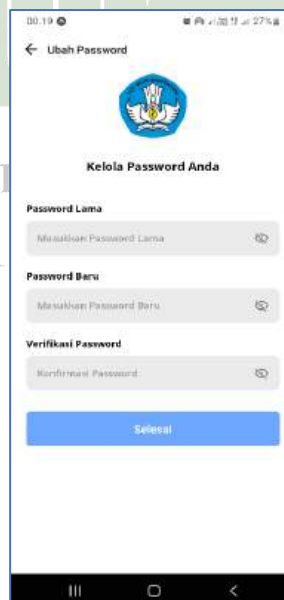 00.19
27%
Ubah Password
Kelola Password Anda
Password Lama
Masukkan Password Lama
Password Baru
Masukkan Password Baru
Verifikasi Password
Konfirmasi Password
Selesai